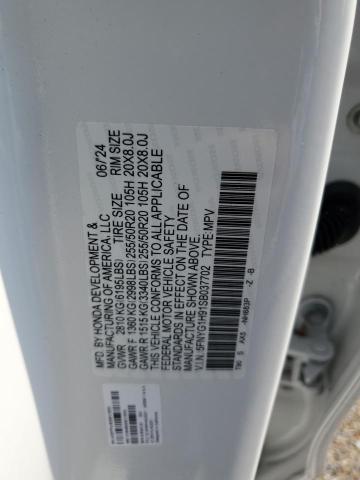 MFD. BY HONDA DEVELOPMENT & 06/24
MANUFACTURING OF AMERICA, LLC
GVWR 2810 KG(6195LBS) TIRE SIZE RIM SIZE
GAWR F 1360 KG(2998LBS) 255/50R20 105H 20X8.0J
GAWR R 1515 KG(3340LBS) 255/50R20 105H 20X8.0J
THIS VEHICLE CONFORMS TO ALL APPLICABLE
FEDERAL MOTOR VEHICLE SAFETY STANDARDS IN
EFFECT ON THE DATE OF MANUFACTURE SHOWN ABOVE.
V.I.N. :5FNYG1H91SB037702 TYPE:MPV
T90 S AX5 -NH883P -Z -B